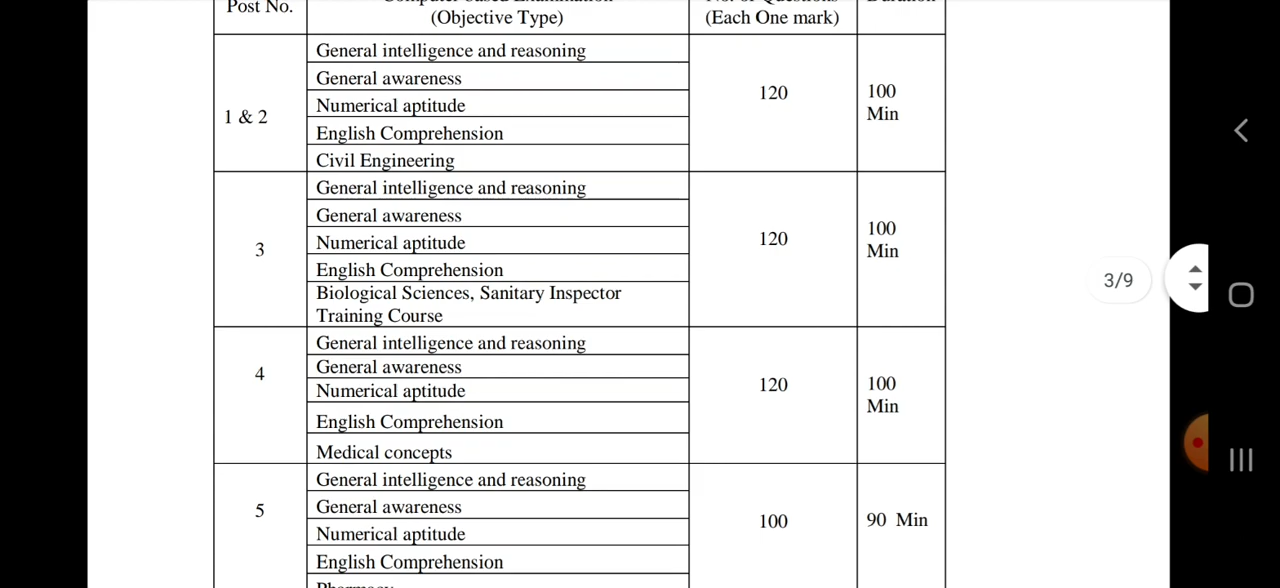 Post No.
(Objective Type)
(Each One mark)
1 & 2
General intelligence and reasoning
General awareness
Numerical aptitude
English Comprehension
Civil Engineering
120
100
Min
3
General intelligence and reasoning
General awareness
Numerical aptitude
English Comprehension
Biological Sciences, Sanitary Inspector
Training Course
120
100
Min
4
General intelligence and reasoning
General awareness
Numerical aptitude
English Comprehension
Medical concepts
120
100
Min
5
General intelligence and reasoning
General awareness
Numerical aptitude
English Comprehension
100
90 Min
3/9